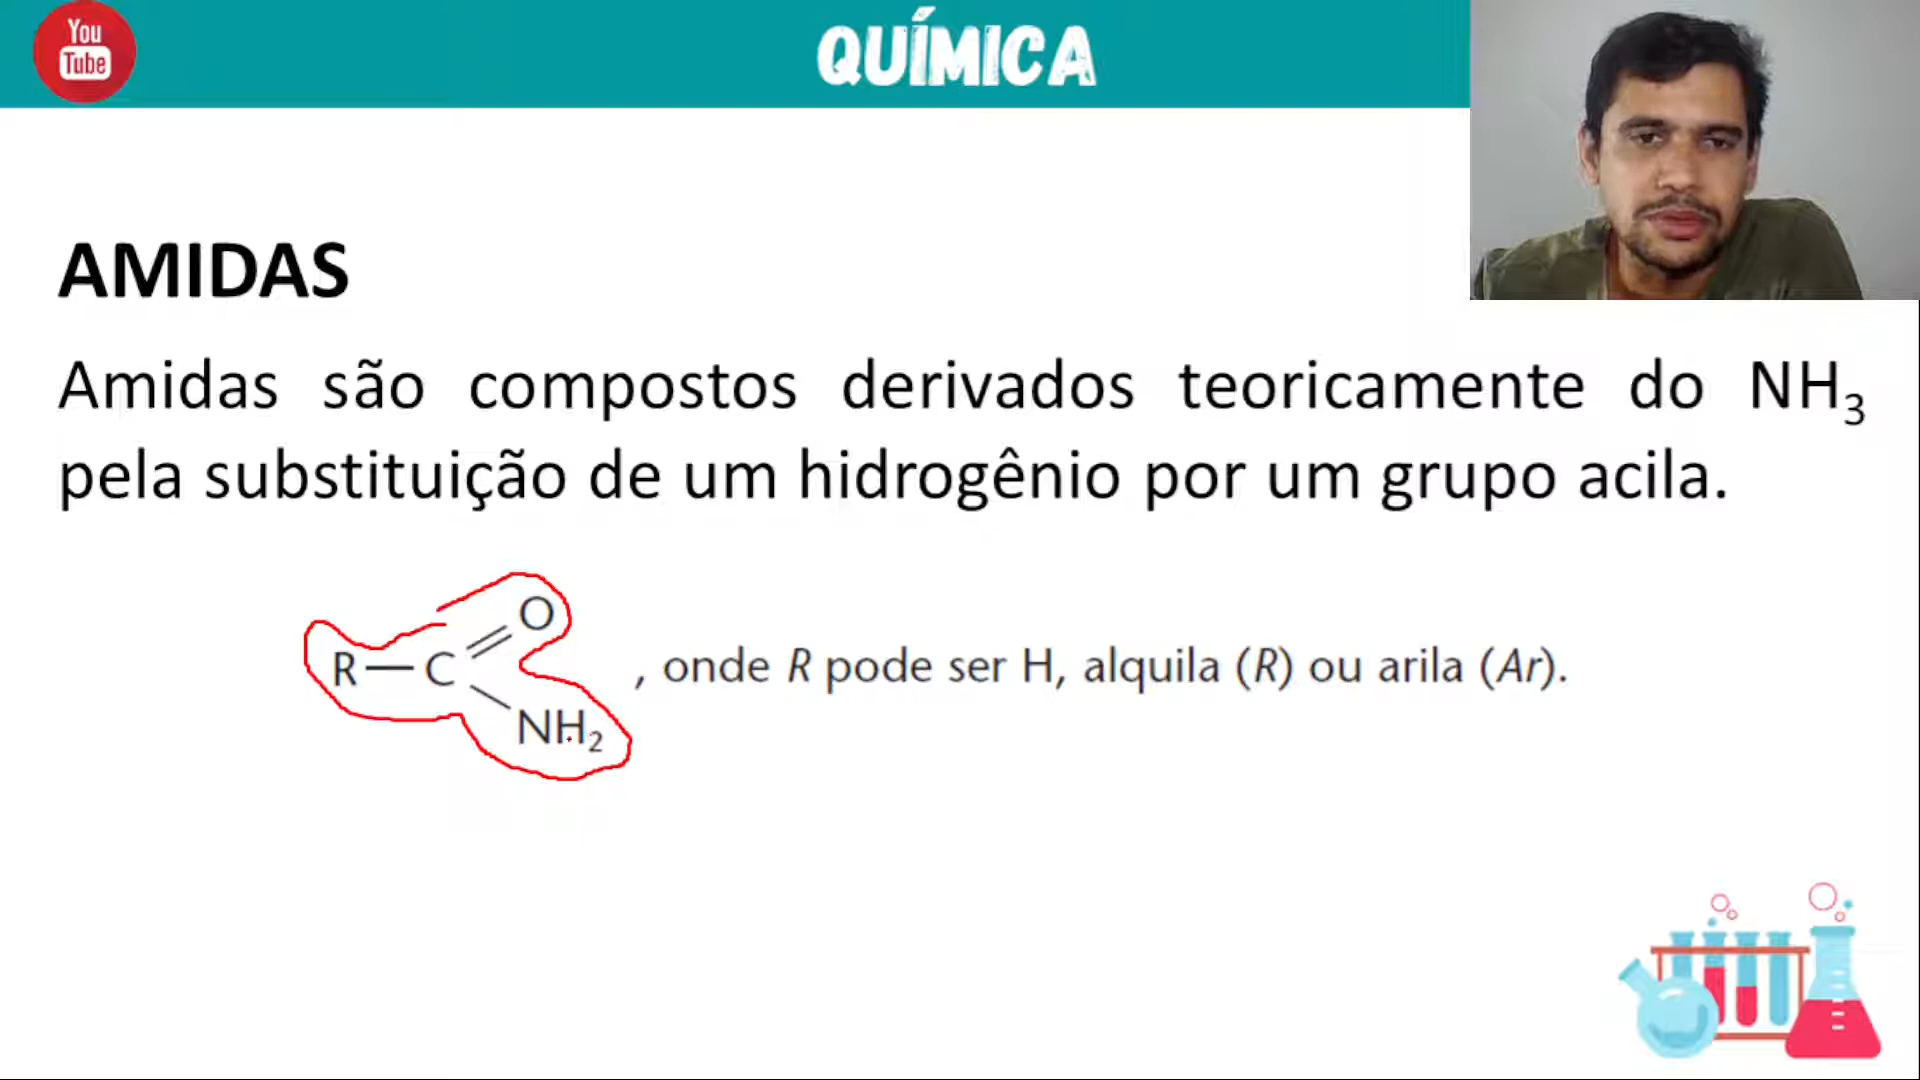 You
Tube
QUÍMICA
AMIDAS
Amidas são compostos derivados teoricamente do NH₃
pela substituição de um hidrogênio por um grupo acila.
O
R—C , onde R pode ser H, alquila (R) ou arila (Ar).
NH₂